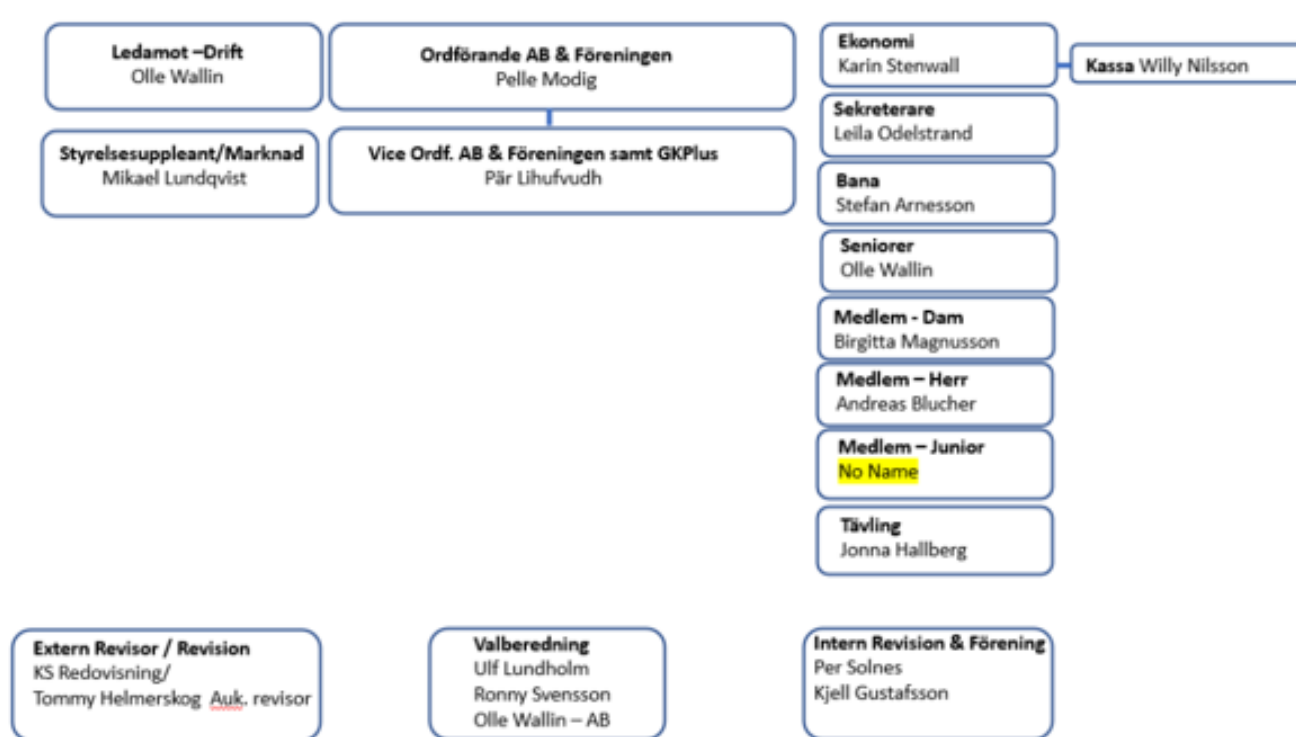 Ledamot –Drift
Olle Wallin
Ordförande AB & Föreningen
Pelle Modig
Styrelsesuppleant/Marknad
Mikael Lundqvist
Vice Ordf. AB & Föreningen samt GKPlus
Pär Lihufvudh
Ekonomi
Karin Stenwall
Kassa Willy Nilsson
Sekreterare
Leila Odelstrand
Bana
Stefan Arnesson
Seniorer
Olle Wallin
Medlem - Dam
Birgitta Magnusson
Medlem – Herr
Andreas Blucher
Medlem – Junior
No Name
Tävling
Jonna Hallberg
Extern Revisor / Revision
KS Redovisning/
Tommy Helmerskog Auk. revisor
Valberedning
Ulf Lundholm
Ronny Svensson
Olle Wallin – AB
Intern Revision & Förening
Per Solnes
Kjell Gustafsson